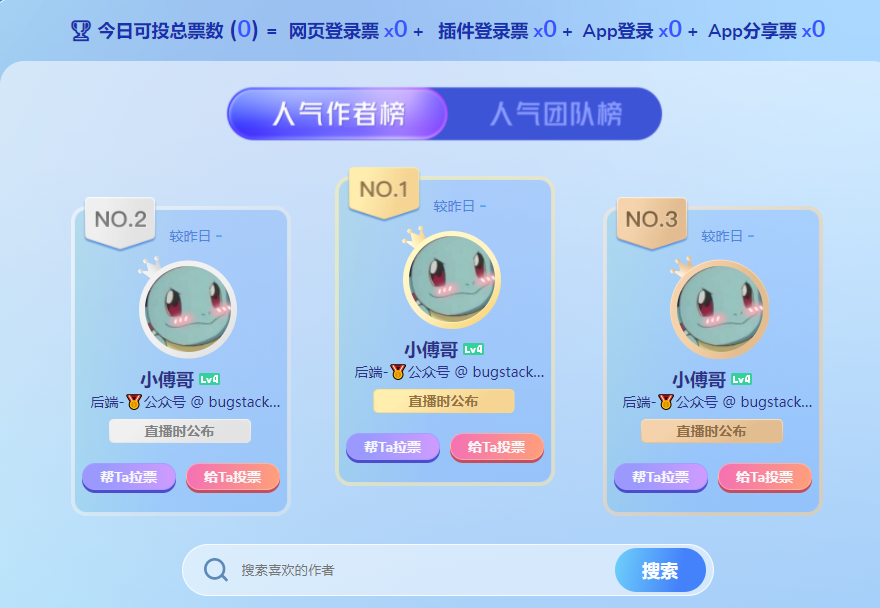 今日可投总票数 (0) = 网页登录票 x0 + 插件登录票 x0 + App登录 x0 + App分享票 x0
人气作者榜 人气团队榜
NO.2
较昨日 -
小傅哥 Lv4
后端-🏅公众号 @ bugstack...
直播时公布
帮Ta拉票 给Ta投票
NO.1
较昨日 -
小傅哥 Lv4
后端-🏅公众号 @ bugstack...
直播时公布
帮Ta拉票 给Ta投票
NO.3
较昨日 -
小傅哥 Lv4
后端-🏅公众号 @ bugstack...
直播时公布
帮Ta拉票 给Ta投票
搜索喜欢的作者 搜索